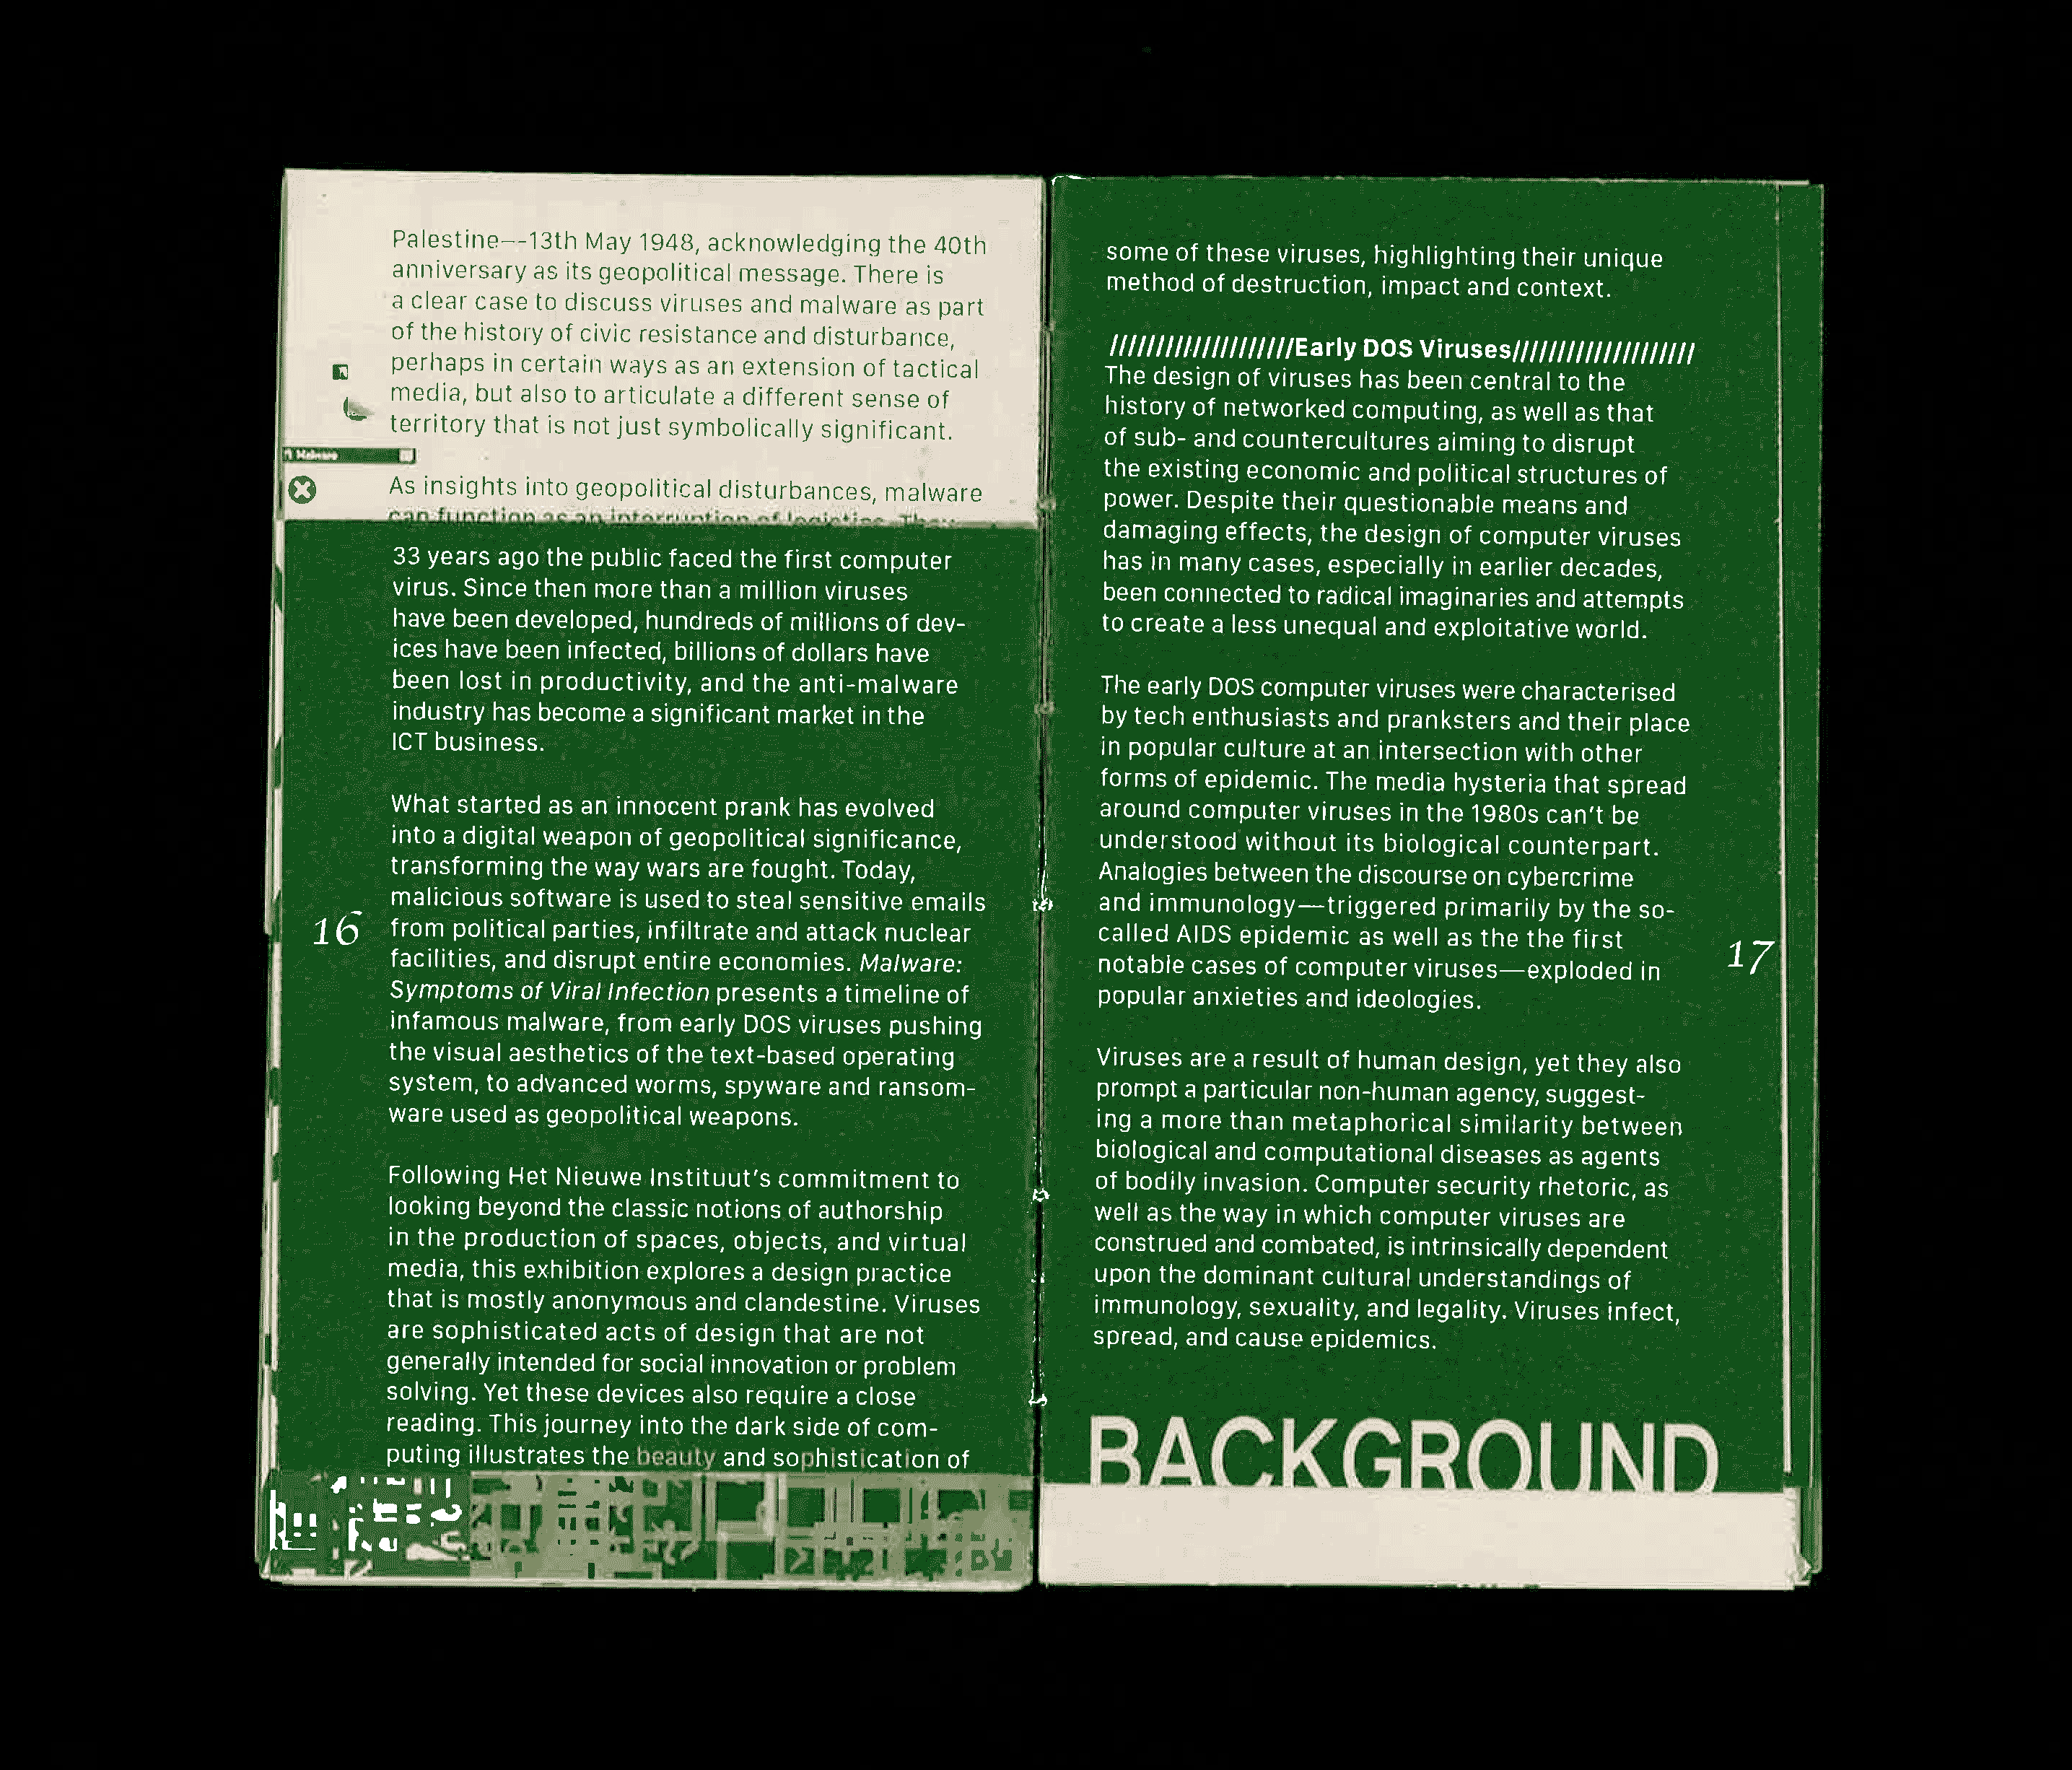 Palestine--13th May 1948, acknowledging the 40th
anniversary as its geopolitical message. There is
a clear case to discuss viruses and malware as part
of the history of civic resistance and disturbance,
perhaps in certain ways as an extension of tactical
media, but also to articulate a different sense of
territory that is not just symbolically significant.
Malware
As insights into geopolitical disturbances, malware
can function as an interruption of logistics. They
33 years ago the public faced the first computer
virus. Since then more than a million viruses
have been developed, hundreds of millions of dev-
ices have been infected, billions of dollars have
been lost in productivity, and the anti-malware
industry has become a significant market in the
ICT business.
What started as an innocent prank has evolved
into a digital weapon of geopolitical significance,
transforming the way wars are fought. Today,
malicious software is used to steal sensitive emails
from political parties, infiltrate and attack nuclear
facilities, and disrupt entire economies. Malware:
Symptoms of Viral Infection presents a timeline of
infamous malware, from early DOS viruses pushing
the visual aesthetics of the text-based operating
system, to advanced worms, spyware and ransom-
ware used as geopolitical weapons.
Following Het Nieuwe Instituut's commitment to
looking beyond the classic notions of authorship
in the production of spaces, objects, and virtual
media, this exhibition explores a design practice
that is mostly anonymous and clandestine. Viruses
are sophisticated acts of design that are not
generally intended for social innovation or problem
solving. Yet these devices also require a close
reading. This journey into the dark side of com-
puting illustrates the beauty and sophistication of
16
some of these viruses, highlighting their unique
method of destruction, impact and context.
////////////////////Early DOS Viruses////////////////////
The design of viruses has been central to the
history of networked computing, as well as that
of sub- and countercultures aiming to disrupt
the existing economic and political structures of
power. Despite their questionable means and
damaging effects, the design of computer viruses
has in many cases, especially in earlier decades,
been connected to radical imaginaries and attempts
to create a less unequal and exploitative world.
The early DOS computer viruses were characterised
by tech enthusiasts and pranksters and their place
in popular culture at an intersection with other
forms of epidemic. The media hysteria that spread
around computer viruses in the 1980s can't be
understood without its biological counterpart.
Analogies between the discourse on cybercrime
and immunology—triggered primarily by the so-
called AIDS epidemic as well as the the first
notable cases of computer viruses—exploded in
popular anxieties and ideologies.
Viruses are a result of human design, yet they also
prompt a particular non-human agency, suggest-
ing a more than metaphorical similarity between
biological and computational diseases as agents
of bodily invasion. Computer security rhetoric, as
well as the way in which computer viruses are
construed and combated, is intrinsically dependent
upon the dominant cultural understandings of
immunology, sexuality, and legality. Viruses infect,
spread, and cause epidemics.
17
BACKGROUND